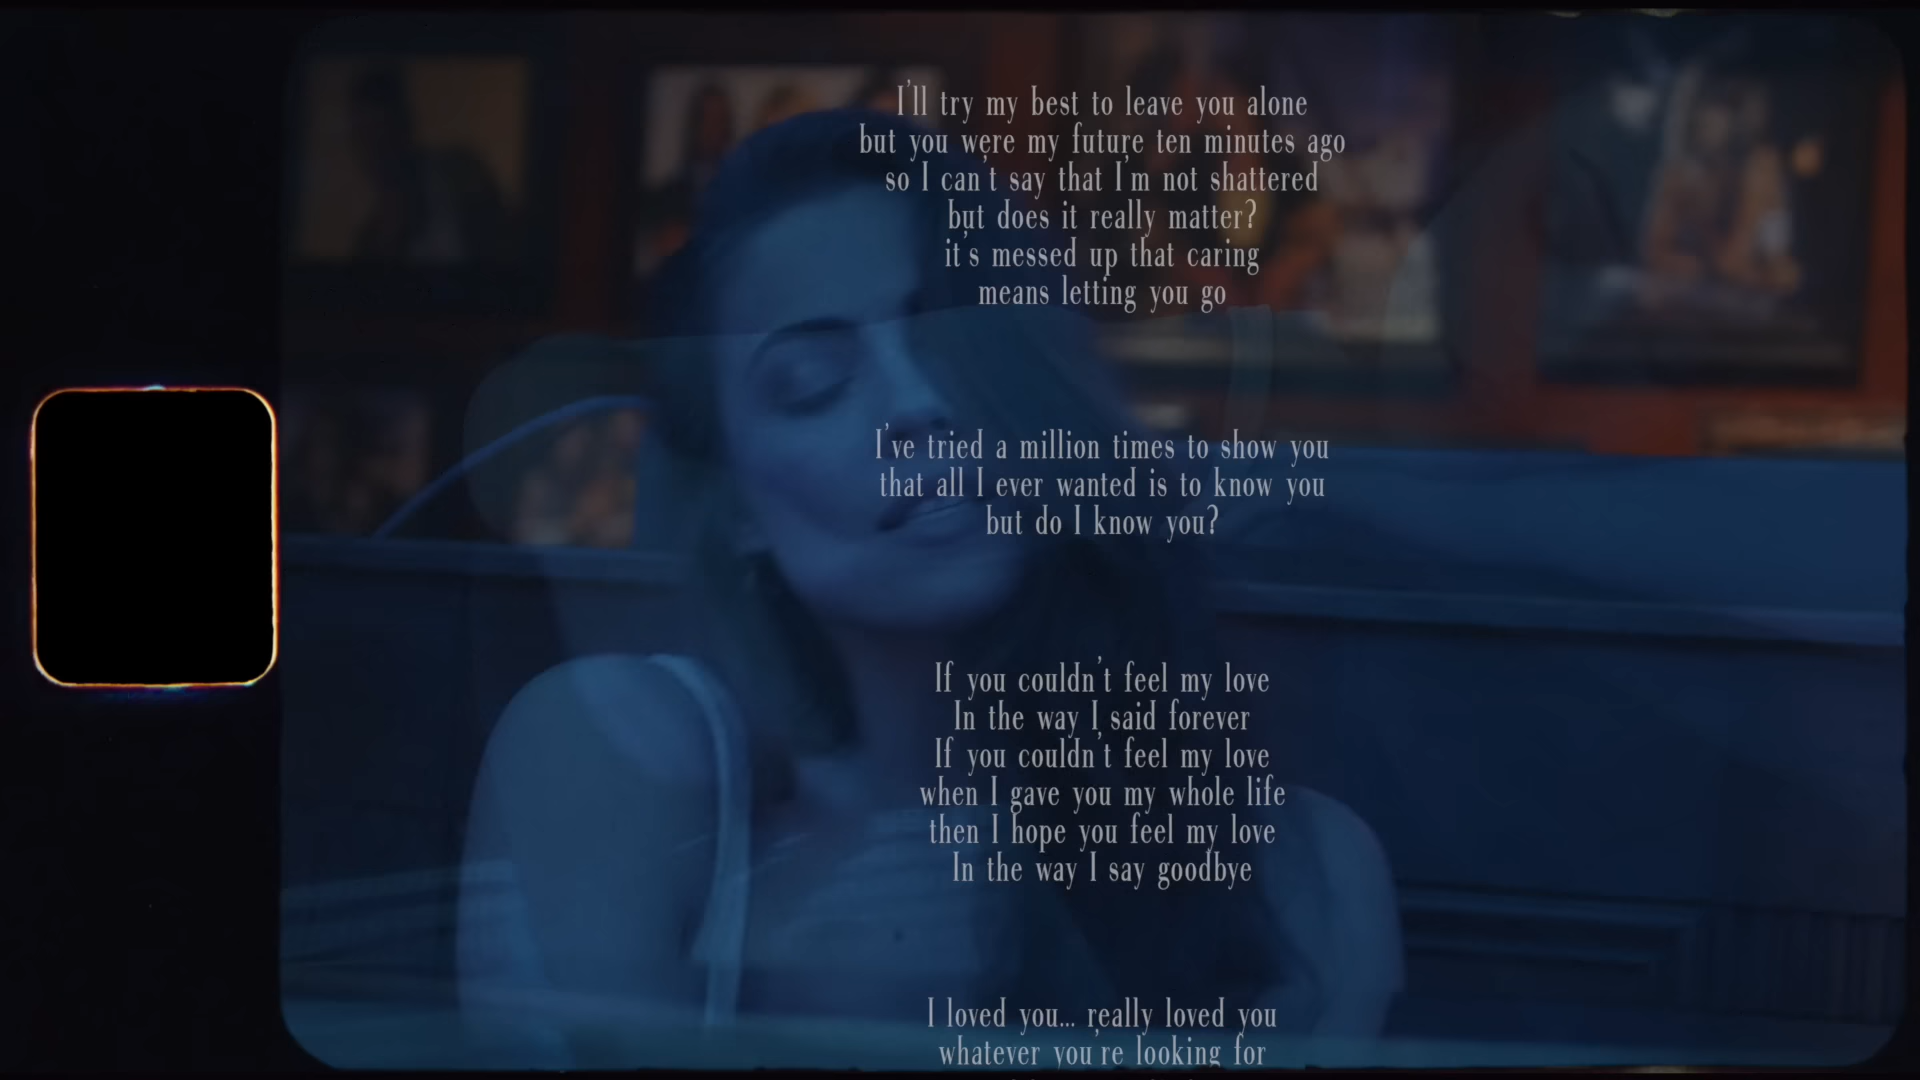 I'll try my best to leave you alone
but you were my future ten minutes ago
so I can't say that I'm not shattered
but does it really matter?
it's messed up that caring
means letting you go
I've tried a million times to show you
that all I ever wanted is to know you
but do I know you?
If you couldn't feel my love
In the way I said forever
If you couldn't feel my love
when I gave you my whole life
then I hope you feel my love
In the way I say goodbye
I loved you... really loved you
whatever you're looking for